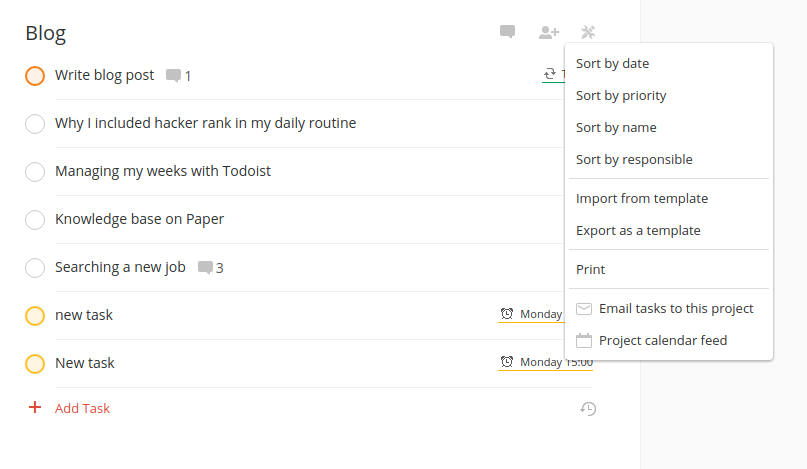 Blog
Write blog post 1
Why I included hacker rank in my daily routine
Managing my weeks with Todoist
Knowledge base on Paper
Searching a new job 3
new task Monday
New task Monday 15:00
+ Add Task
Sort by date
Sort by priority
Sort by name
Sort by responsible
Import from template
Export as a template
Print
Email tasks to this project
Project calendar feed